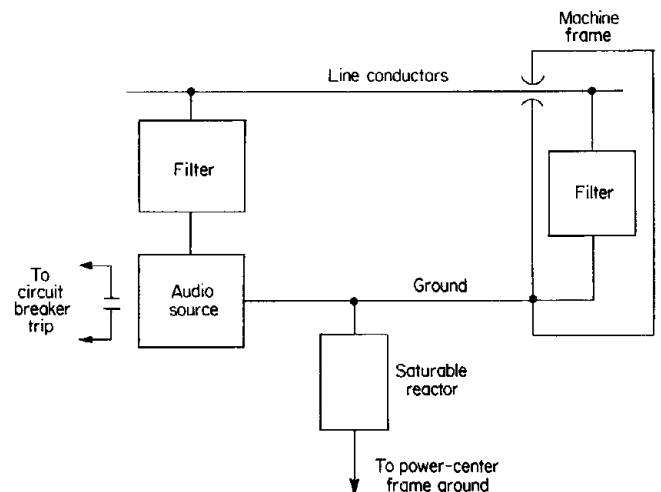 Machine
frame
Line conductors
Filter
Filter
To
circuit
breaker
trip
Audio
source
Ground
Saturable
reactor
To power-center
frame ground